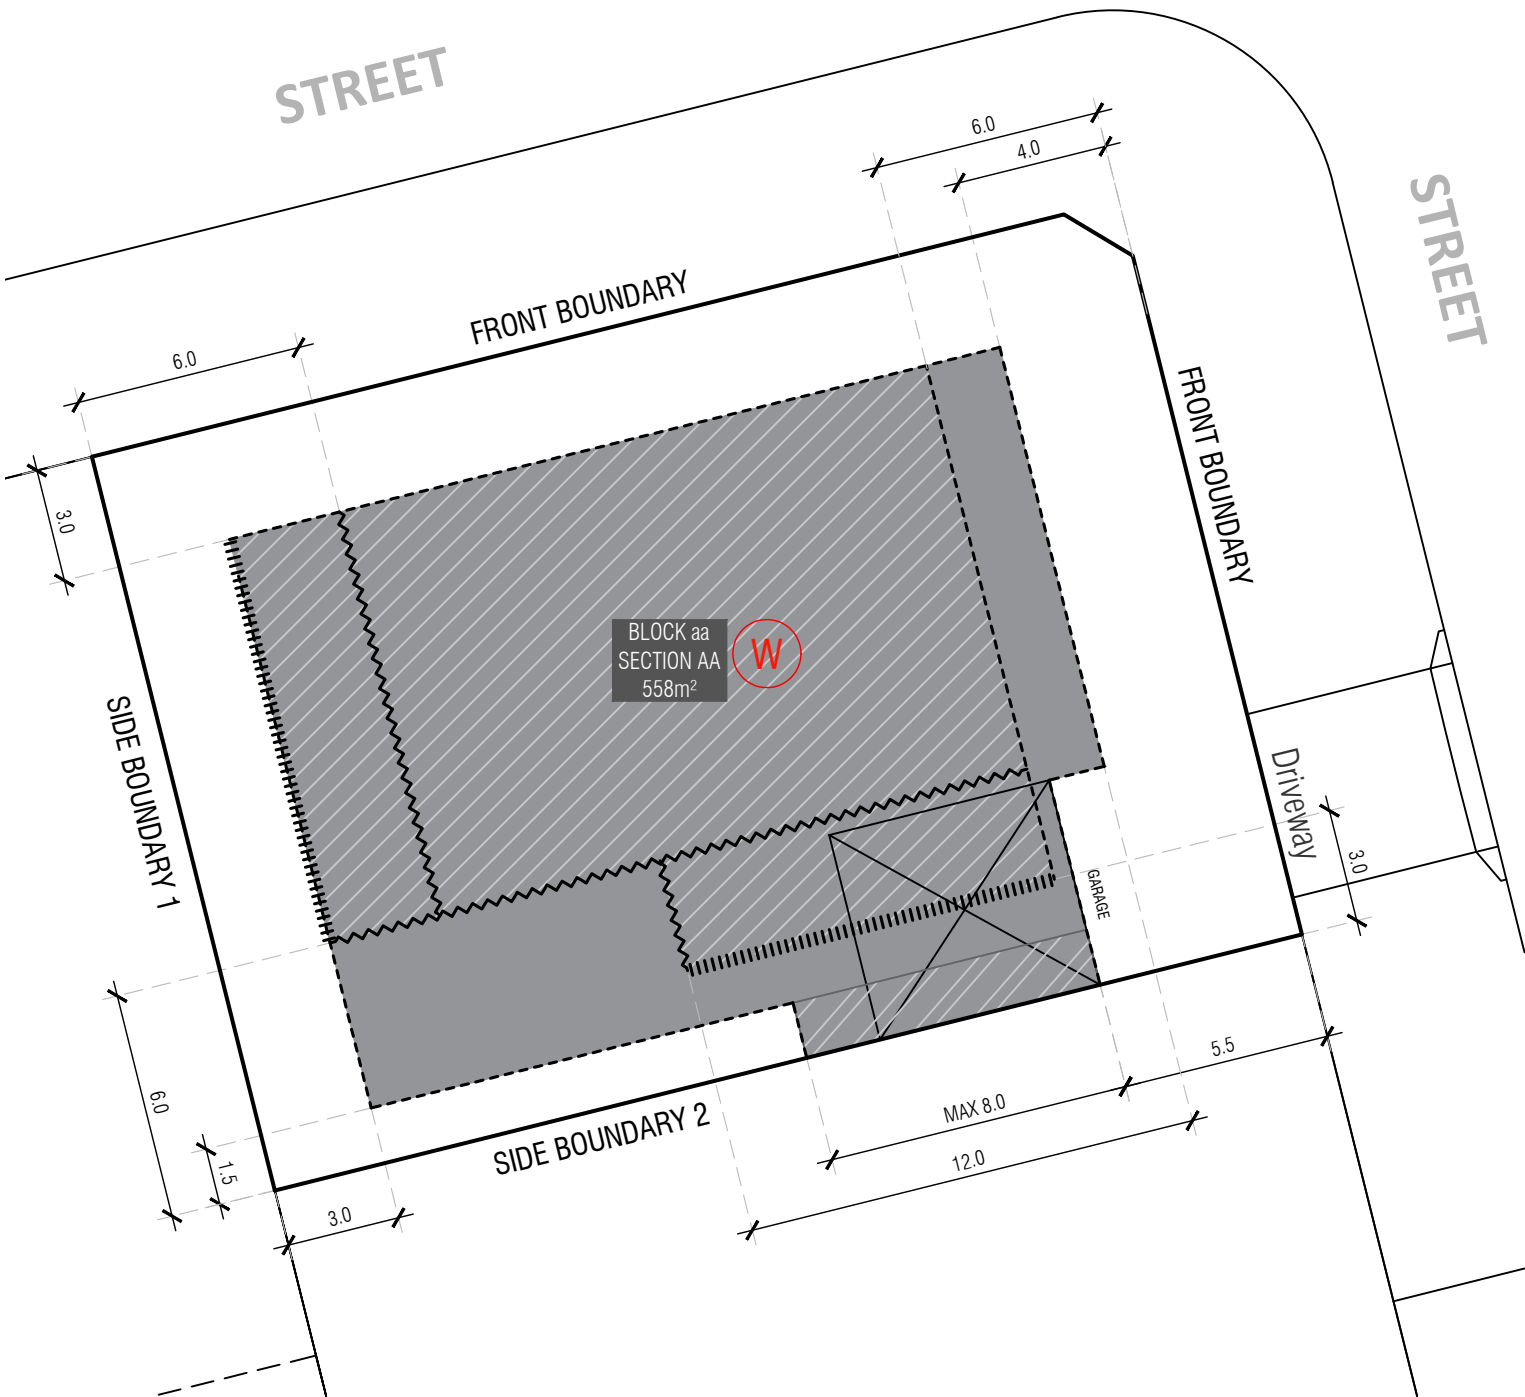 STREET
6.0
4.0
STREET
FRONT BOUNDARY
6.0
FRONT BOUNDARY
3.0
BLOCK aa
SECTION AA
558m²
W
SIDE BOUNDARY 1
Driveway
3.0
GARAGE
6.0
1.5
SIDE BOUNDARY 2
5.5
MAX 8.0
12.0
3.0